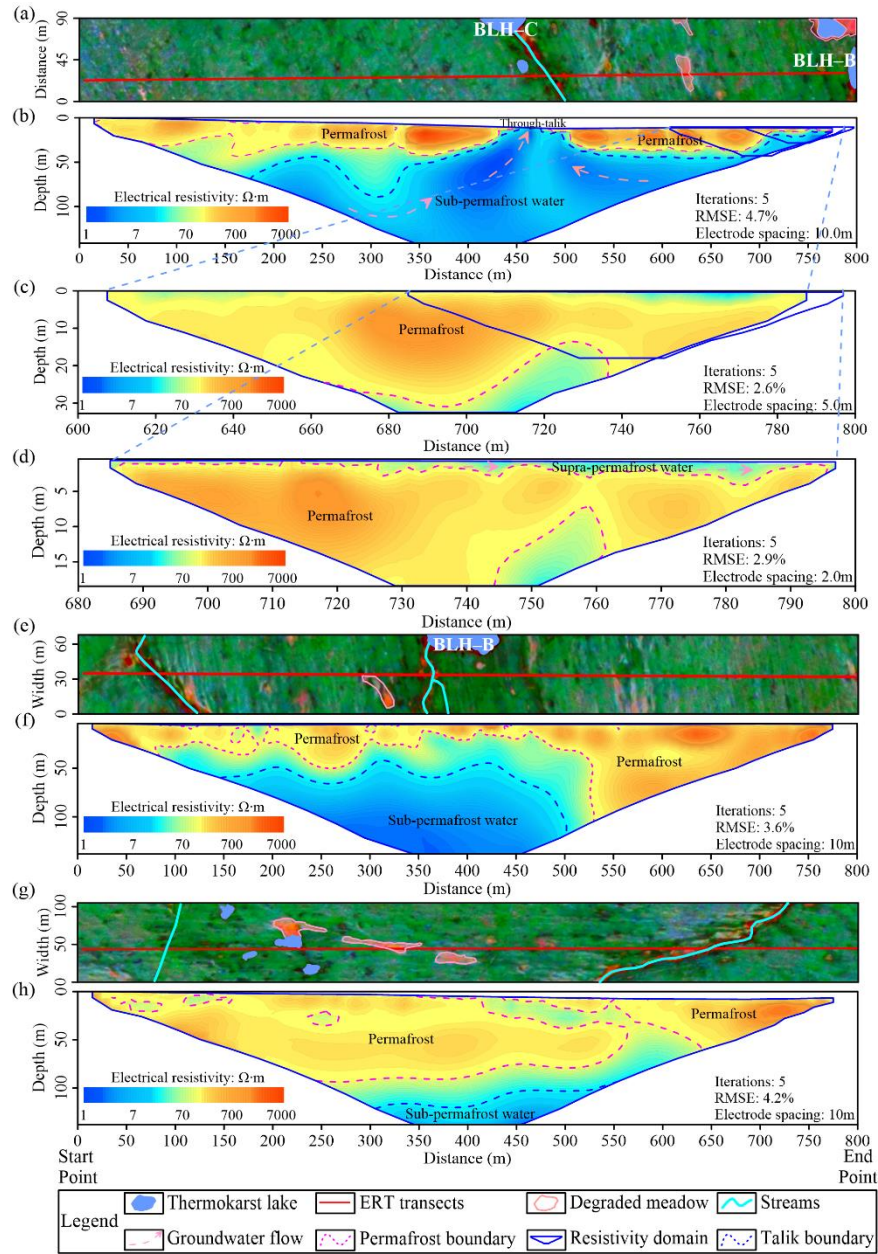 (a)
Distance (m)
90
45
0
BLH–C
BLH–B
(b)
Depth (m)
0
50
100
Through-talik
Permafrost
Permafrost
Sub-permafrost water
Electrical resistivity: Ω·m
1 7 70 700 7000
Iterations: 5
RMSE: 4.7%
Electrode spacing: 10.0m
0 50 100 150 200 250 300 350 400 450 500 550 600 650 700 750 800
Distance (m)
(c)
Depth (m)
0
10
20
30
Permafrost
Electrical resistivity: Ω·m
1 7 70 700 7000
Iterations: 5
RMSE: 2.6%
Electrode spacing: 5.0m
600 620 640 660 680 700 720 740 760 780 800
Distance (m)
(d)
Depth (m)
5
10
15
Supra-permafrost water
Permafrost
Electrical resistivity: Ω·m
1 7 70 700 7000
Iterations: 5
RMSE: 2.9%
Electrode spacing: 2.0m
680 690 700 710 720 730 740 750 760 770 780 790 800
Distance (m)
(e)
Width (m)
60
30
0
BLH–B
(f)
Depth (m)
0
50
100
Permafrost
Permafrost
Sub-permafrost water
Electrical resistivity: Ω·m
1 7 70 700 7000
Iterations: 5
RMSE: 3.6%
Electrode spacing: 10m
0 50 100 150 200 250 300 350 400 450 500 550 600 650 700 750 800
Distance (m)
(g)
Width (m)
100
50
00
(h)
Depth (m)
0
50
100
Permafrost
Permafrost
Sub-permafrost water
Electrical resistivity: Ω·m
1 7 70 700 7000
Iterations: 5
RMSE: 4.2%
Electrode spacing: 10m
0 50 100 150 200 250 300 350 400 450 500 550 600 650 700 750 800
Distance (m)
Start
Point
End
Point
Legend
Thermokarst lake
ERT transects
Degraded meadow
Streams
Groundwater flow
Permafrost boundary
Resistivity domain
Talik boundary